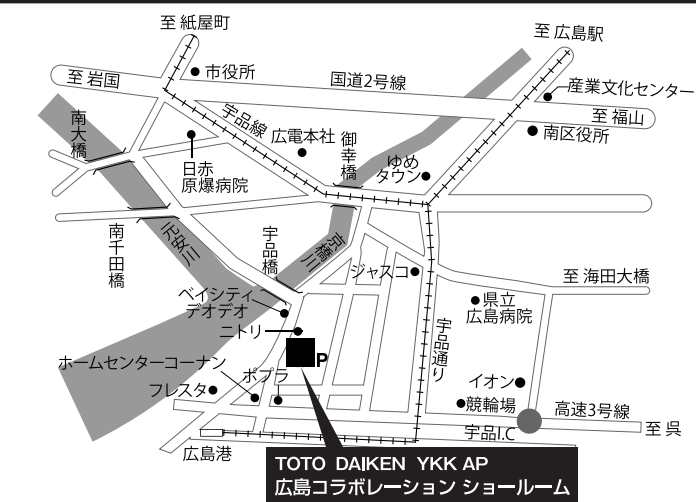 至 紙屋町
至 広島駅
至 岩国
市役所
国道2号線
産業文化センター
至 福山
南大橋
宇品線
広電本社
御幸橋
南区役所
日赤
原爆病院
ゆめ
タウン
南千田橋
元安川
宇品橋
京橋川
ジャスコ
至 海田大橋
ベイシティ
デオデオ
県立
広島病院
ニトリ
宇品通り
P
ホームセンターコーナン
ポプラ
フレスタ
イオン
競輪場
高速3号線
至 呉
宇品I.C
広島港
TOTO DAIKEN YKK AP
広島コラボレーション ショールーム